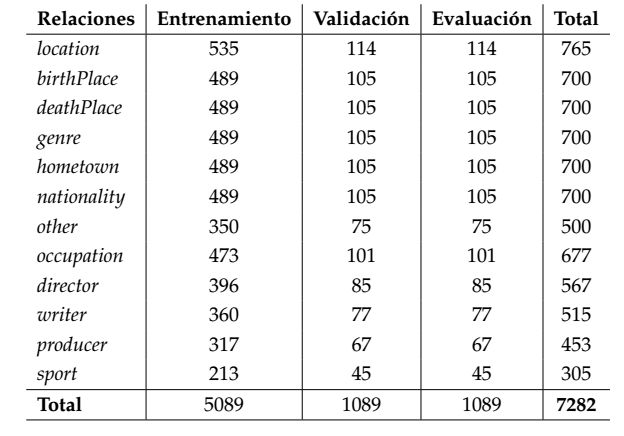 Relaciones Entrenamiento Validación Evaluación Total
location 535 114 114 765
birthPlace 489 105 105 700
deathPlace 489 105 105 700
genre 489 105 105 700
hometown 489 105 105 700
nationality 489 105 105 700
other 350 75 75 500
occupation 473 101 101 677
director 396 85 85 567
writer 360 77 77 515
producer 317 67 67 453
sport 213 45 45 305
Total 5089 1089 1089 7282